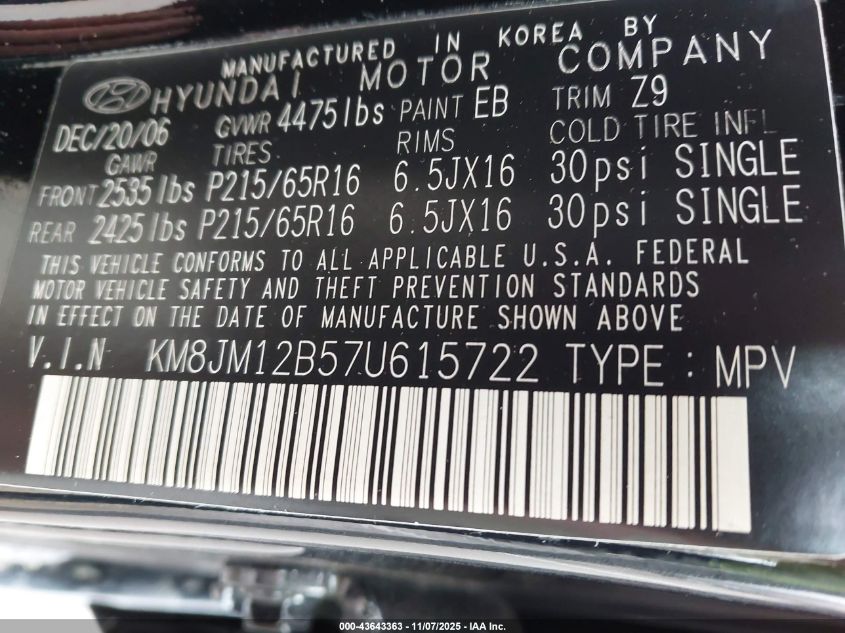 MANUFACTURED IN KOREA BY
HYUNDAI MOTOR COMPANY
DEC/20/06 GVWR 4475lbs PAINT EB TRIM Z9
GAWR TIRES RIMS COLD TIRE INFL
FRONT 2535lbs P215/65R16 6.5JX16 30psi SINGLE
REAR 2425lbs P215/65R16 6.5JX16 30psi SINGLE
THIS VEHICLE CONFORMS TO ALL APPLICABLE U.S.A. FEDERAL
MOTOR VEHICLE SAFETY AND THEFT PREVENTION STANDARDS
IN EFFECT ON THE DATE OF MANUFACTURE SHOWN ABOVE
V.I.N KM8JM12B57U615722 TYPE : MPV
000-43643363 - 11/07/2025 - IAA Inc.